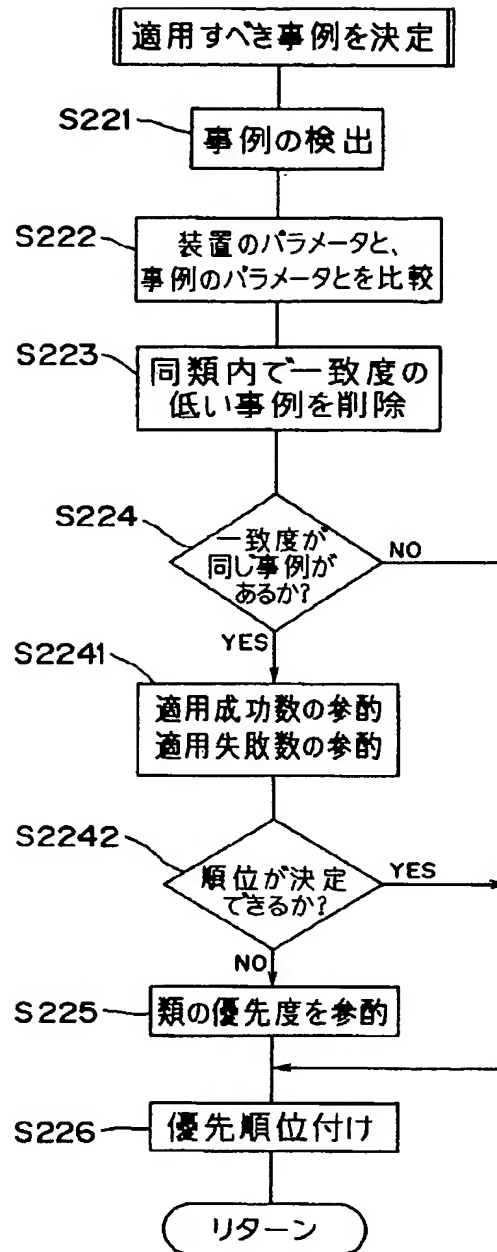 適用すべき事例を決定
S221
事例の検出
S222
装置のパラメータと、
事例のパラメータとを比較
S223
同類内で一致度の
低い事例を削除
S224
一致度が
同じ事例が
あるか?
NO
YES
S2241
適用成功数の参酌
適用失敗数の参酌
S2242
順位が決定
できるか?
YES
NO
S225
類の優先度を参酌
S226
優先順位付け
リターン